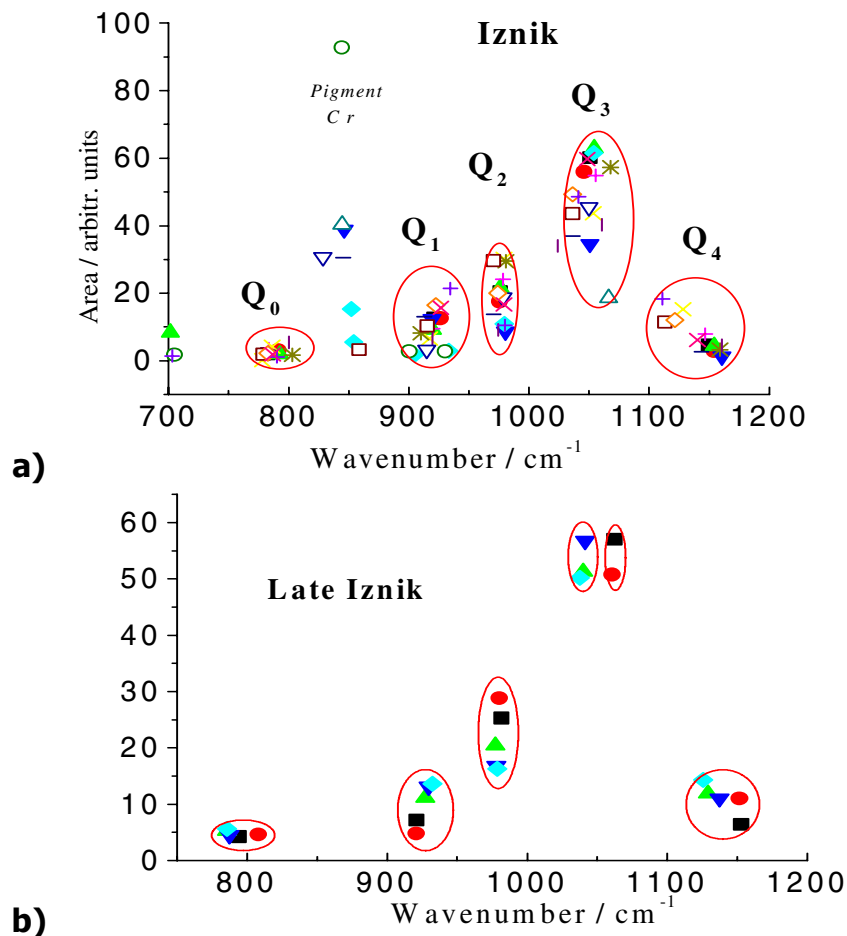 Iznik
100
80
60
40
20
0
Area / arbitr. units
Pigment
Cr
Q0
Q1
Q2
Q3
Q4
700 800 900 1000 1100 1200
Wavenumber / cm-1
a)
60
50
40
30
20
10
0
Late Iznik
800 900 1000 1100 1200
Wavenumber / cm-1
b)